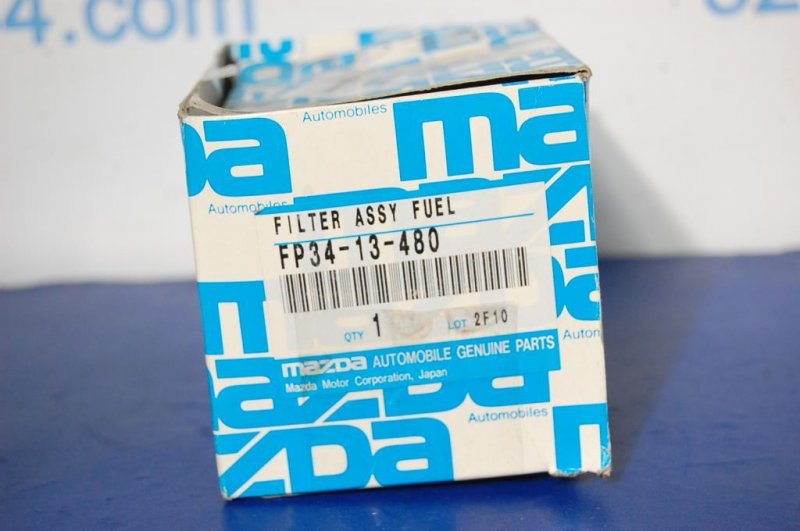 4.com
Automobiles
mazda
Automobiles
FILTER ASSY FUEL
FP34-13-480
QTY 1 LOT 2F10
mazda AUTOMOBILE GENUINE PARTS
Mazda Motor Corporation, Japan
Automobiles
mazda